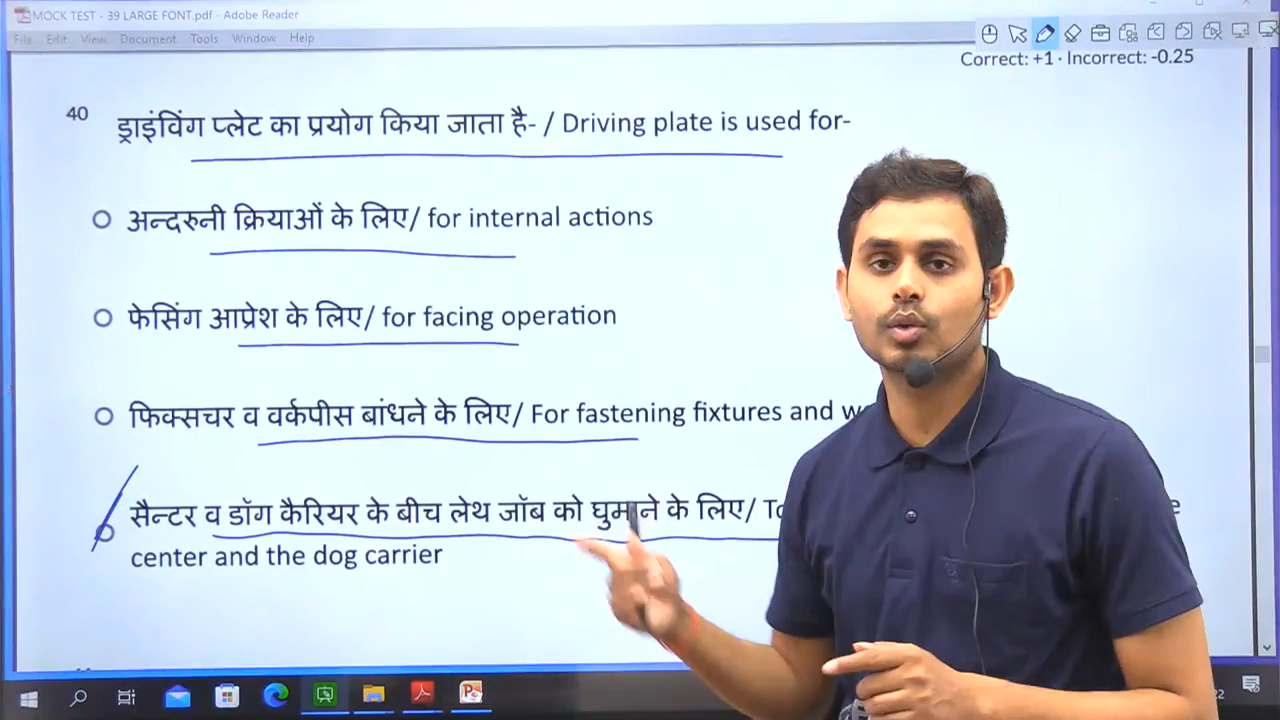 MOCK TEST - 39 LARGE FONT.pdf - Adobe Reader
File Edit View Document Tools Window Help
Correct: +1 · Incorrect: -0.25
40 ड्राइंविंग प्लेट का प्रयोग किया जाता है- / Driving plate is used for-
अन्दरुनी क्रियाओं के लिए/ for internal actions
फेसिंग आप्रेश के लिए/ for facing operation
फिक्सचर व वर्कपीस बांधने के लिए/ For fastening fixtures and
सैन्टर व डॉग कैरियर के बीच लेथ जॉब को घुमाने के लिए/
center and the dog carrier